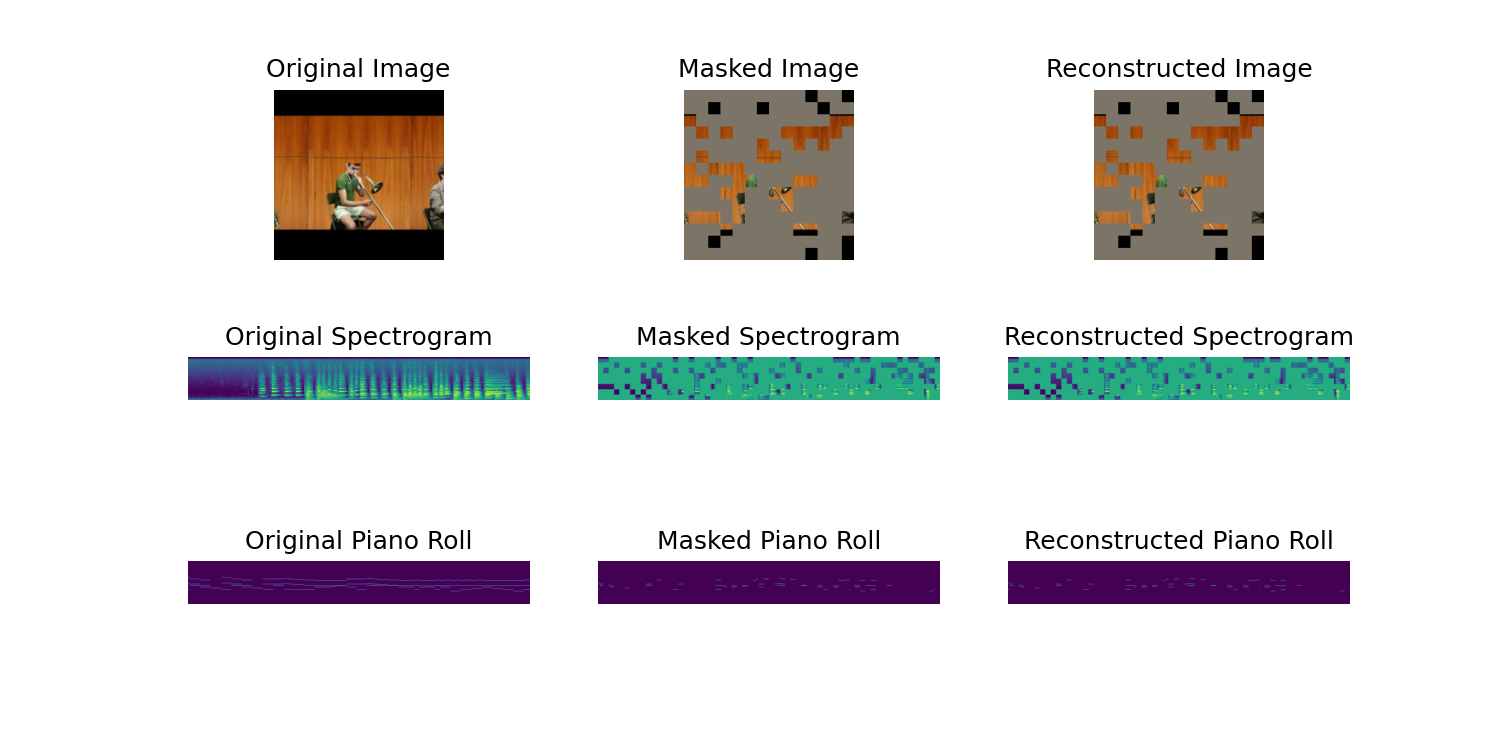 Original Image
Masked Image
Reconstructed Image
Original Spectrogram
Masked Spectrogram
Reconstructed Spectrogram
Original Piano Roll
Masked Piano Roll
Reconstructed Piano Roll